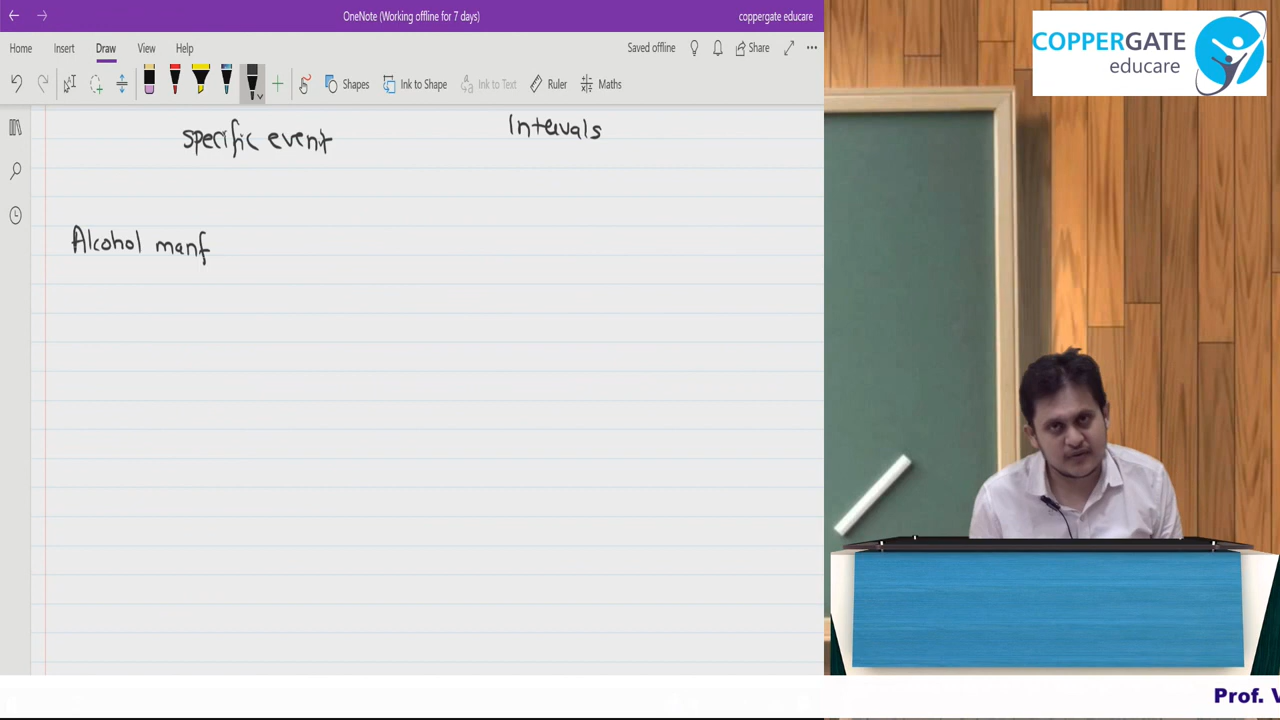 OneNote (Working offline for 7 days)
coppergate educare
Home Insert Draw View Help
Saved offline Share
Shapes Ink to Shape Ink to Text Ruler Maths
COPPERGATE
educare
specific event Intervals
Alcohol manf
Prof. V